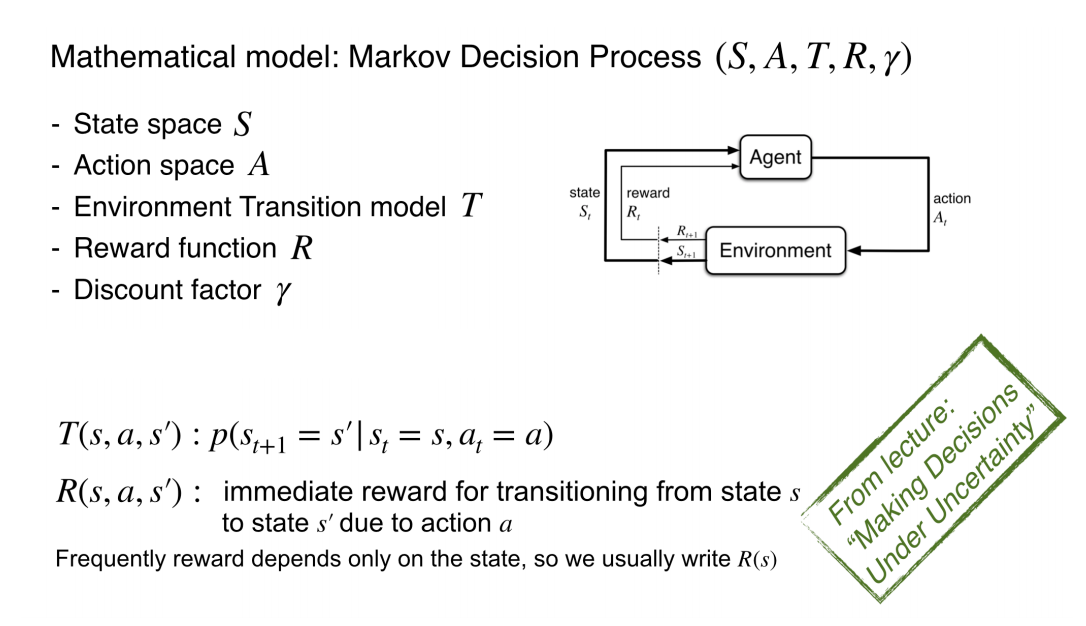 Mathematical model: Markov Decision Process (S, A, T, R, γ)
- State space S
- Action space A
- Environment Transition model T
- Reward function R
- Discount factor γ
Agent
state
S_t
reward
R_t
action
A_t
R_{t+1}
S_{t+1}
Environment
T(s, a, s′) : p(s_{t+1} = s′ | s_t = s, a_t = a)
R(s, a, s′) : immediate reward for transitioning from state s
to state s′ due to action a
Frequently reward depends only on the state, so we usually write R(s)
From lecture:
“Making Decisions
Under Uncertainty”